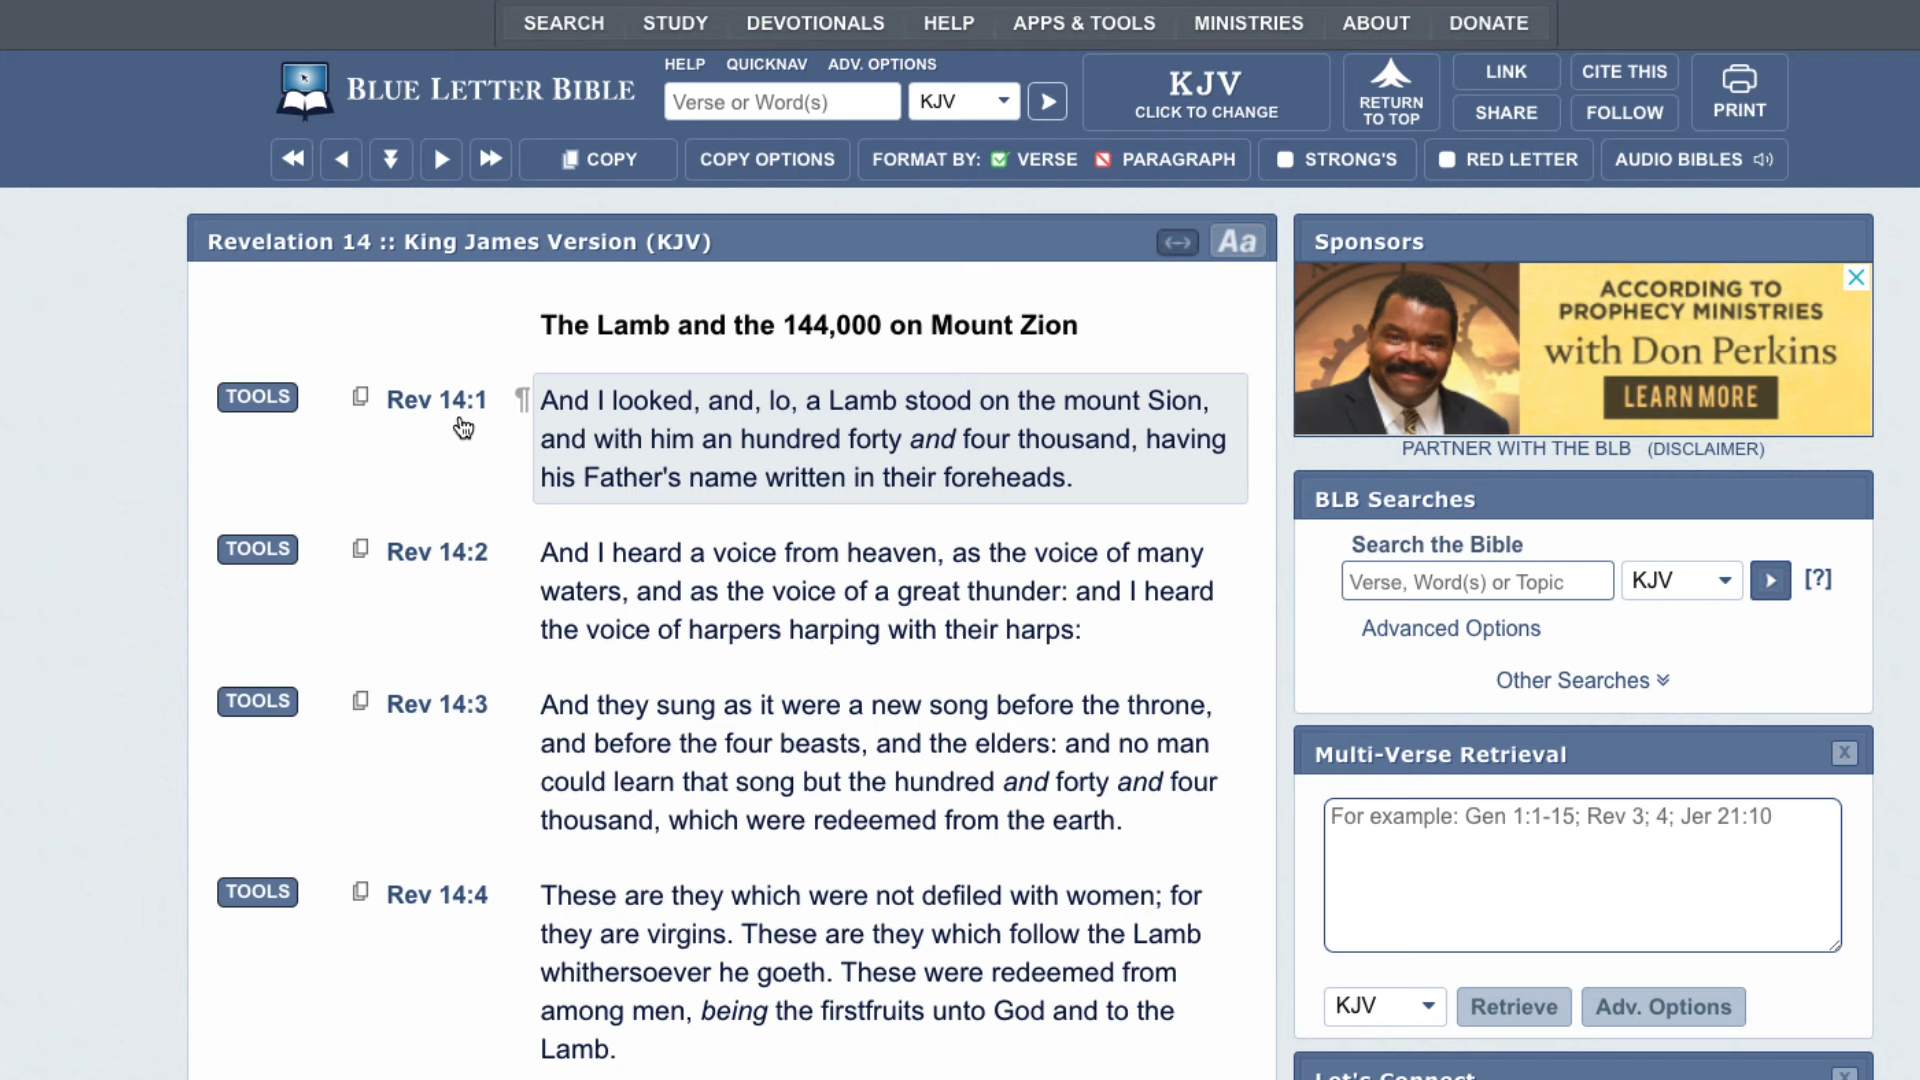 SEARCH STUDY DEVOTIONALS HELP APPS & TOOLS MINISTRIES ABOUT DONATE
BLUE LETTER BIBLE
HELP QUICKNAV ADV. OPTIONS
Verse or Word(s) KJV
KJV
CLICK TO CHANGE
RETURN
TO TOP
LINK CITE THIS
SHARE FOLLOW
PRINT
COPY COPY OPTIONS FORMAT BY: VERSE PARAGRAPH STRONG'S RED LETTER AUDIO BIBLES
Revelation 14 :: King James Version (KJV) Aa
The Lamb and the 144,000 on Mount Zion
TOOLS Rev 14:1 ¶ And I looked, and, lo, a Lamb stood on the mount Sion,
and with him an hundred forty and four thousand, having
his Father's name written in their foreheads.
TOOLS Rev 14:2 And I heard a voice from heaven, as the voice of many
waters, and as the voice of a great thunder: and I heard
the voice of harpers harping with their harps:
TOOLS Rev 14:3 And they sung as it were a new song before the throne,
and before the four beasts, and the elders: and no man
could learn that song but the hundred and forty and four
thousand, which were redeemed from the earth.
TOOLS Rev 14:4 These are they which were not defiled with women; for
they are virgins. These are they which follow the Lamb
whithersoever he goeth. These were redeemed from
among men, being the firstfruits unto God and to the
Lamb.
Sponsors
ACCORDING TO
PROPHECY MINISTRIES
with Don Perkins
LEARN MORE
PARTNER WITH THE BLB (DISCLAIMER)
BLB Searches
Search the Bible
Verse, Word(s) or Topic KJV [?]
Advanced Options
Other Searches
Multi-Verse Retrieval X
For example: Gen 1:1-15; Rev 3; 4; Jer 21:10
KJV Retrieve Adv. Options
Let's Connect X